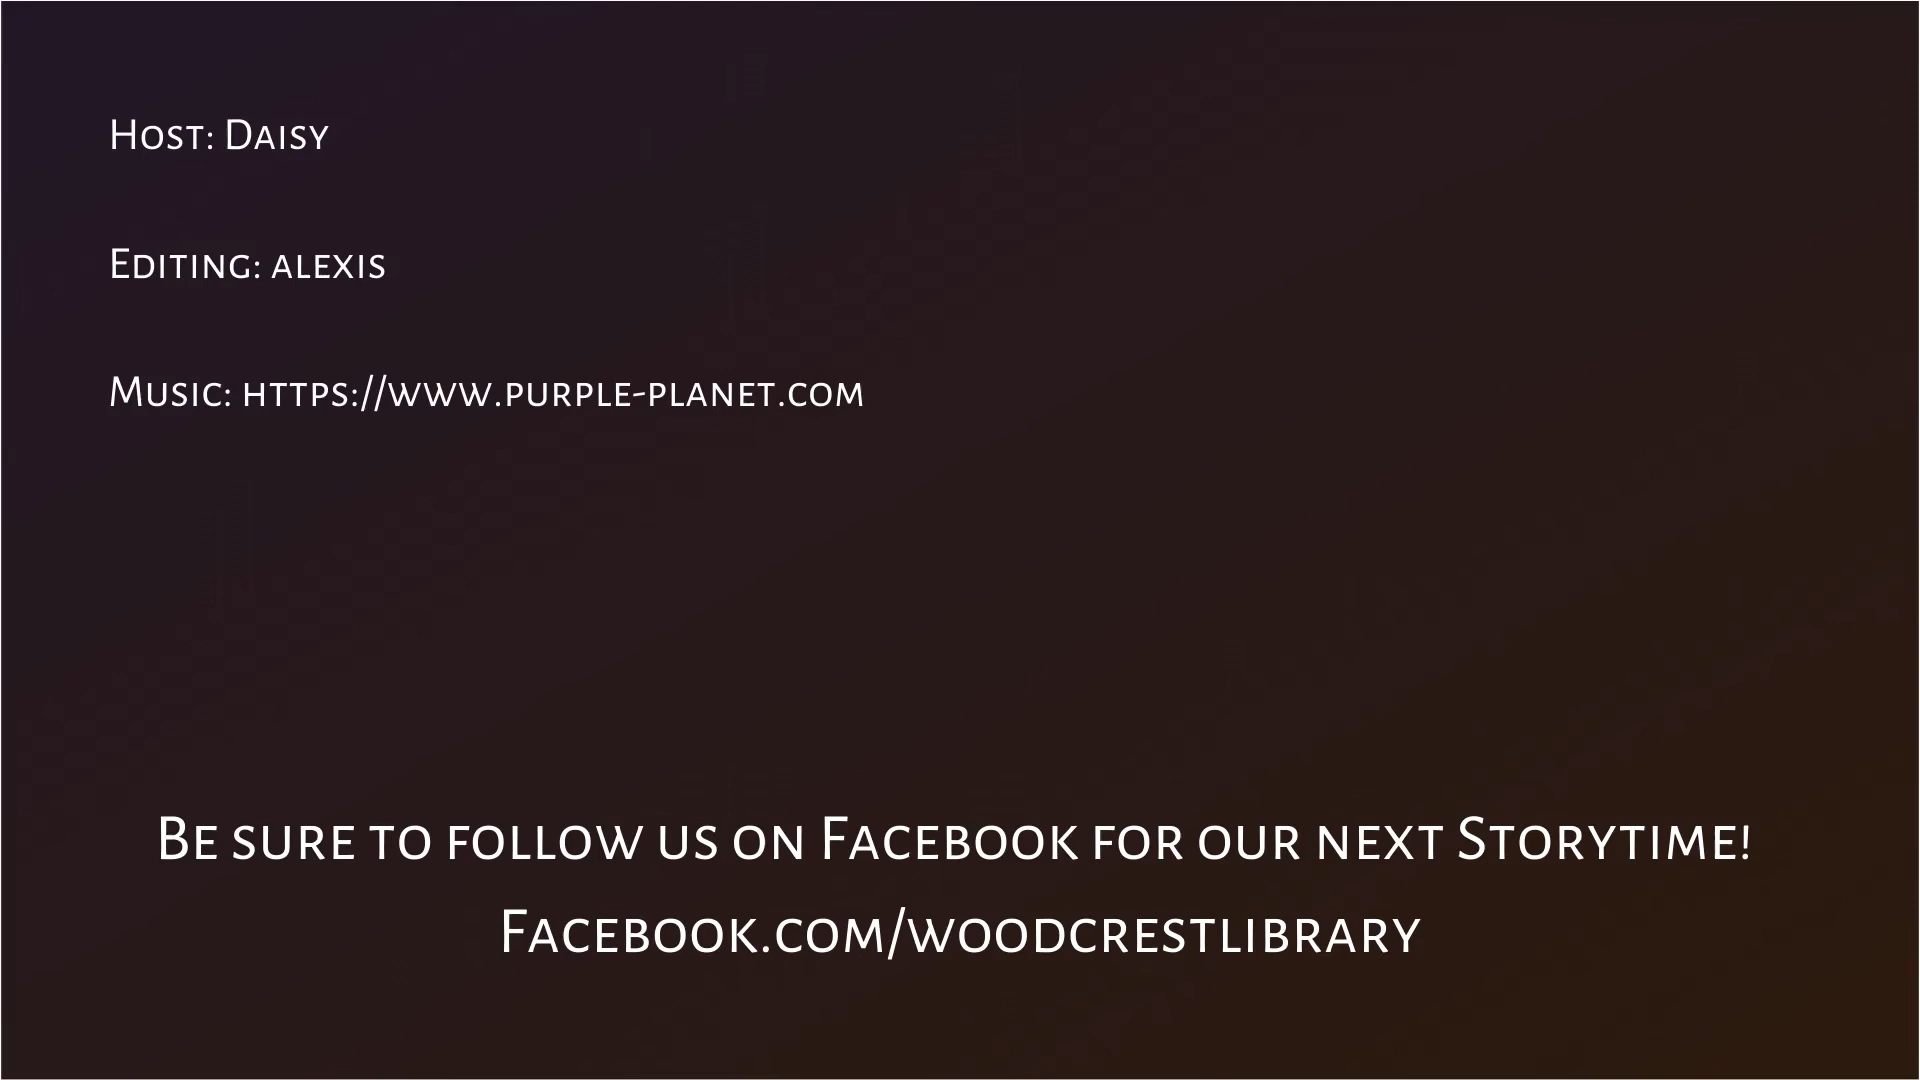 Host: Daisy
Editing: alexis
Music: https://www.purple-planet.com
Be sure to follow us on Facebook for our next Storytime!
Facebook.com/woodcrestlibrary